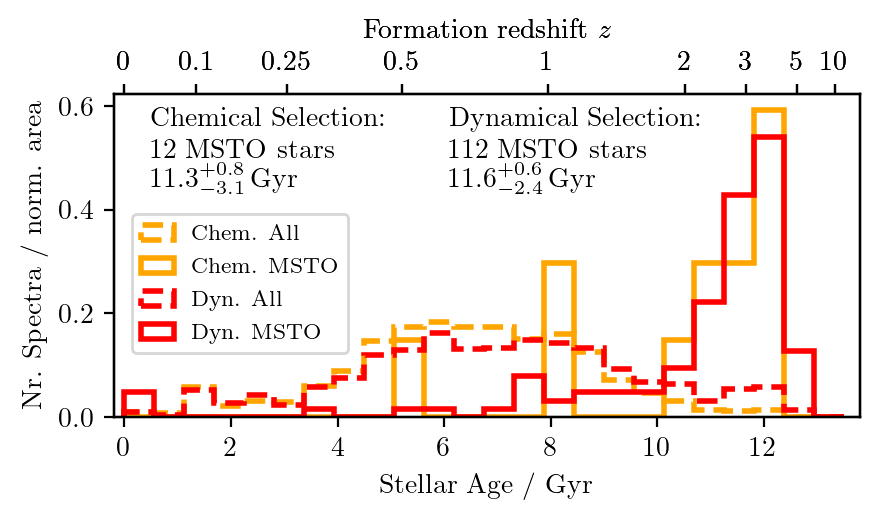 Formation redshift z
0 0.1 0.25 0.5 1 2 3 5 10
Nr. Spectra / norm. area
0.6
0.4
0.2
0.0
Chemical Selection:
12 MSTO stars
11.3+0.8−3.1 Gyr
Dynamical Selection:
112 MSTO stars
11.6+0.6−2.4 Gyr
Chem. All
Chem. MSTO
Dyn. All
Dyn. MSTO
0 2 4 6 8 10 12
Stellar Age / Gyr